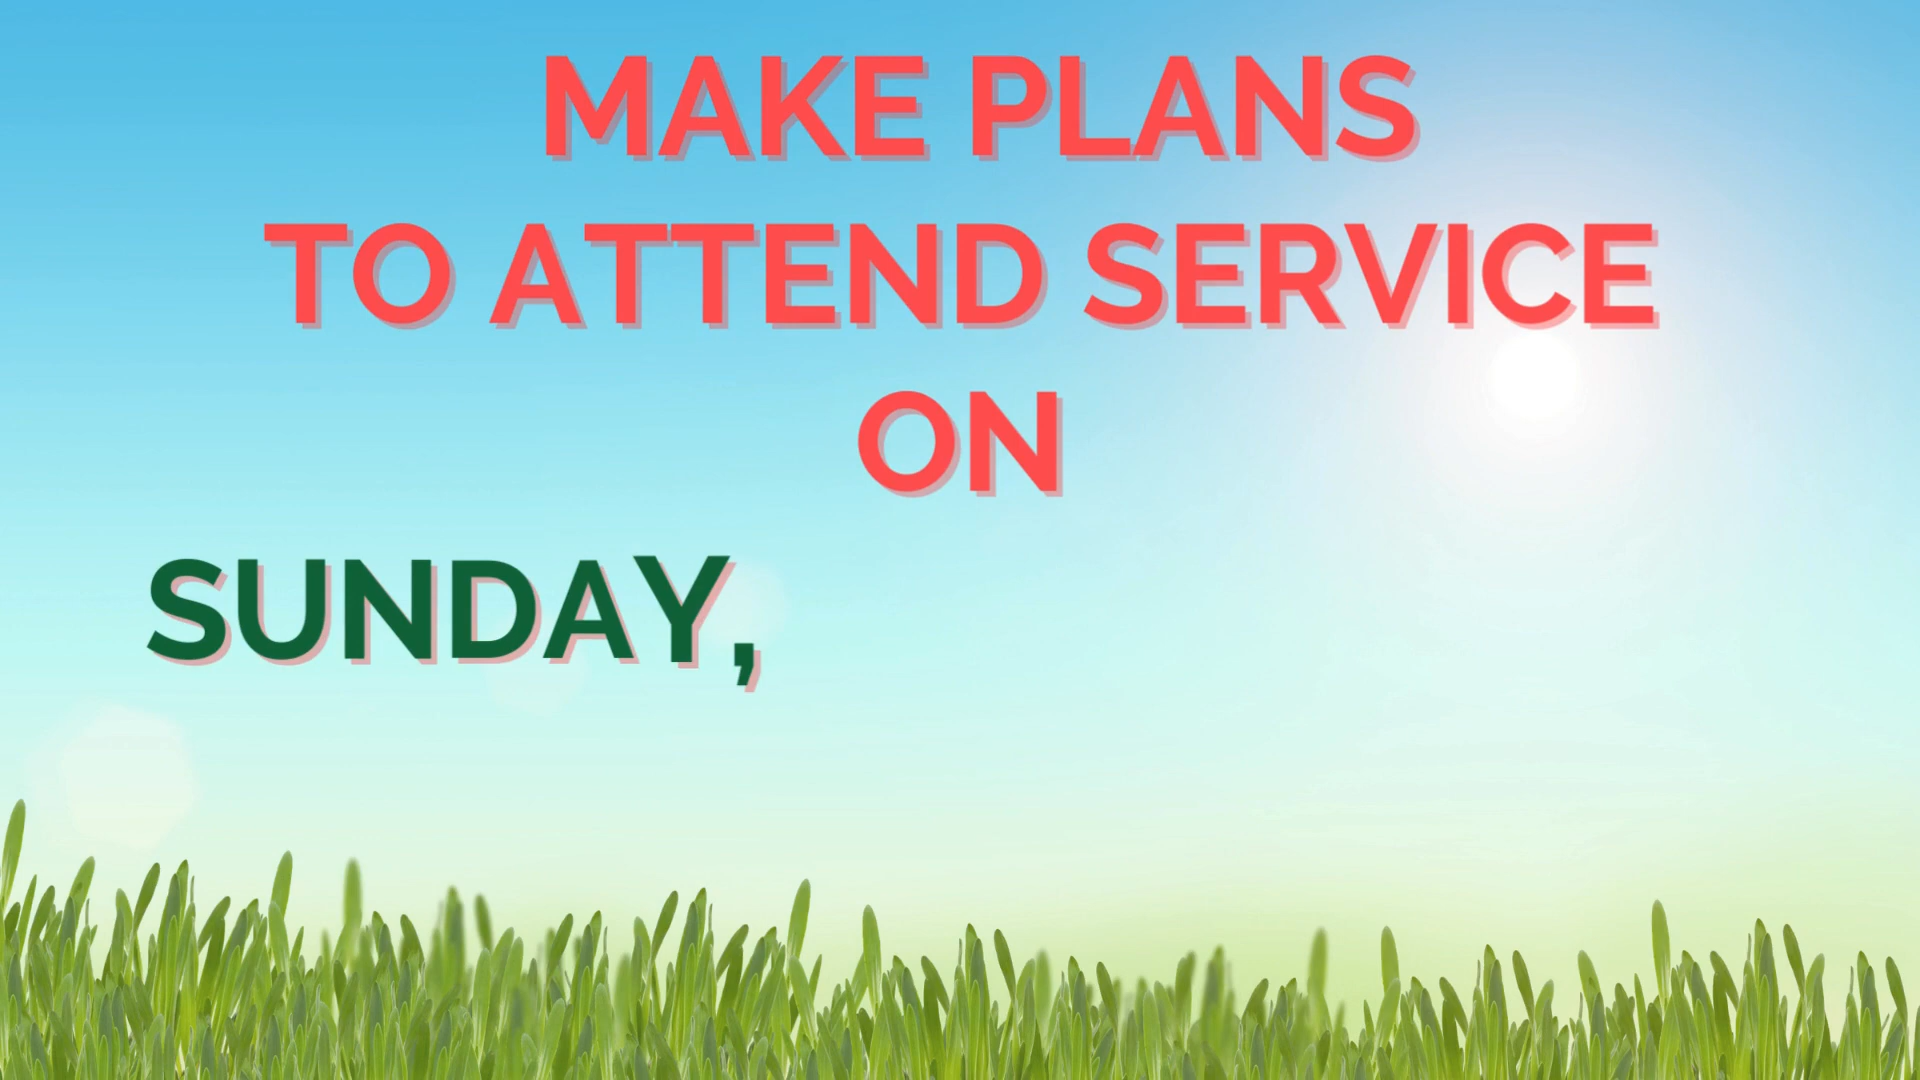 MAKE PLANS
TO ATTEND SERVICE
ON
SUNDAY,